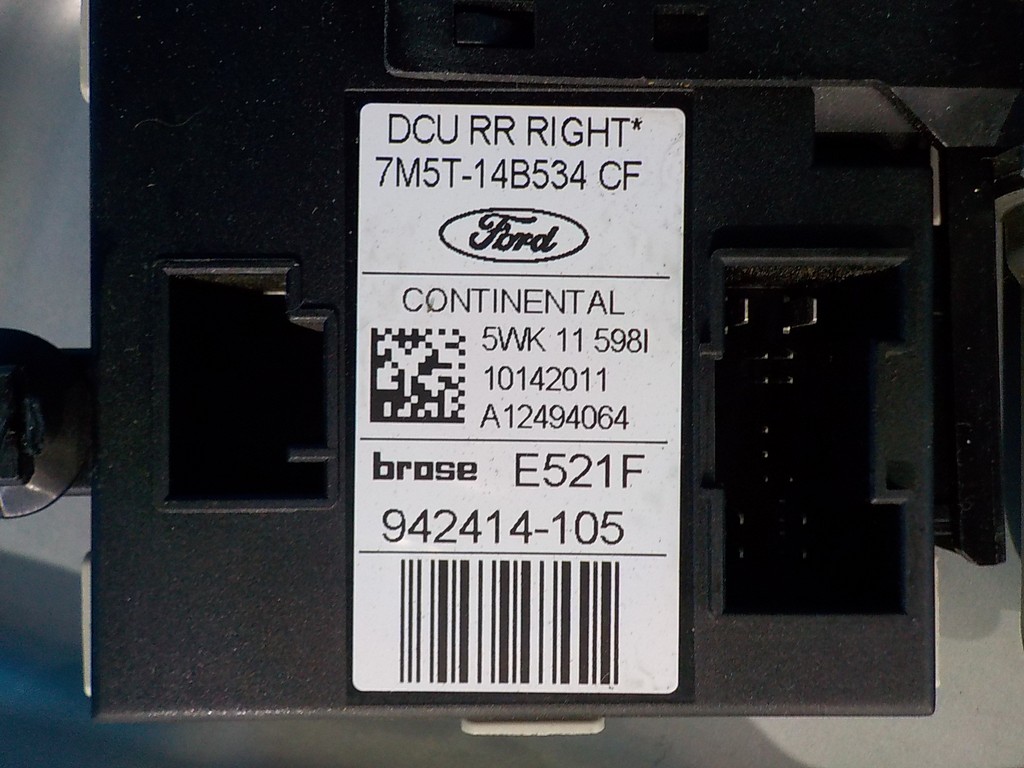 DCU RR RIGHT*
7M5T-14B534 CF
Ford
CONTINENTAL
5WK 11 598I
10142011
A12494064
brose E521F
942414-105